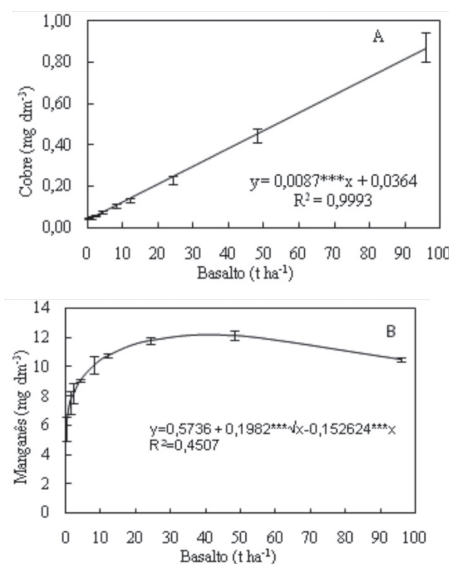 1,00
A
0,80
0,60
0,40
0,20
0,00
Cobre (mg dm-3)
y= 0,0087***x + 0,0364
R2 = 0,9993
0 10 20 30 40 50 60 70 80 90 100
Basalto (t ha-1)
14
B
12
10
8
6
4
2
0
Manganês (mg dm-3)
y=0,5736 + 0,1982***√x-0,152624***x
R2=0,4507
0 10 20 30 40 50 60 70 80 90 100
Basalto (t ha-1)